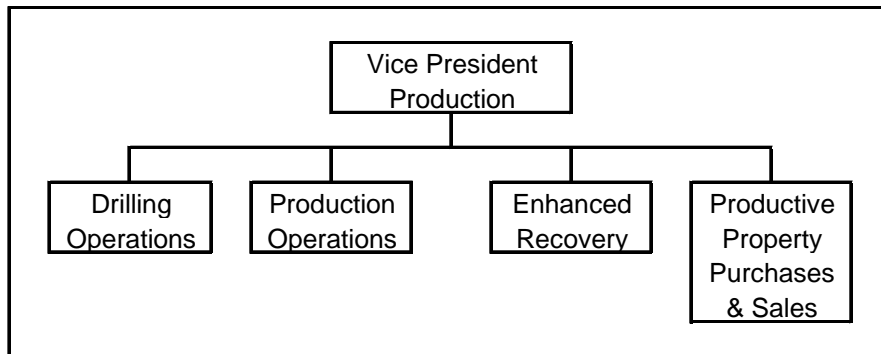 Vice President
Production
Drilling
Operations
Production
Operations
Enhanced
Recovery
Productive
Property
Purchases
& Sales